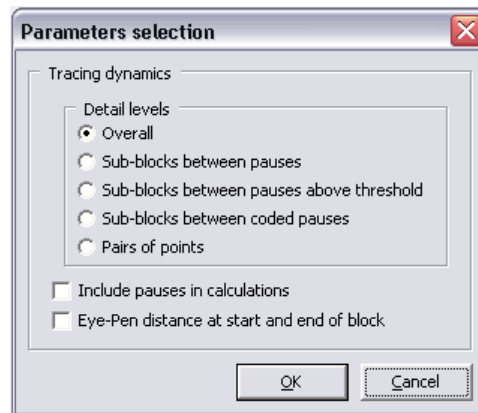 Parameters selection
Tracing dynamics
Detail levels
Overall
Sub-blocks between pauses
Sub-blocks between pauses above threshold
Sub-blocks between coded pauses
Pairs of points
Include pauses in calculations
Eye-Pen distance at start and end of block
OK Cancel